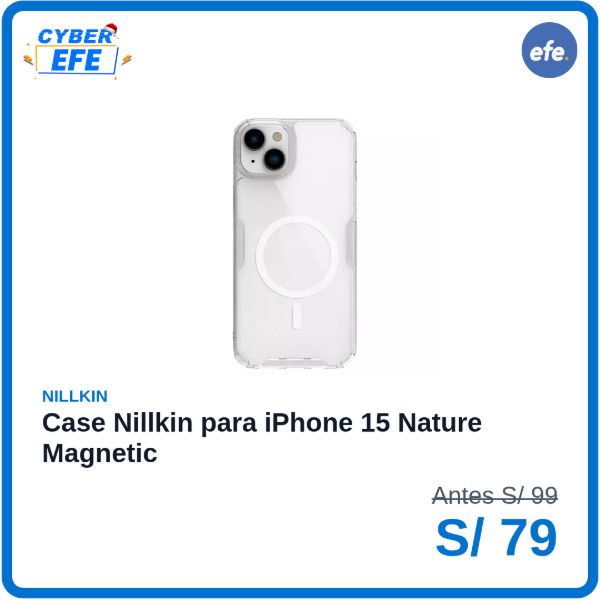 CYBER
EFE
efe.
NILLKIN
Case Nillkin para iPhone 15 Nature
Magnetic
Antes S/ 99
S/ 79